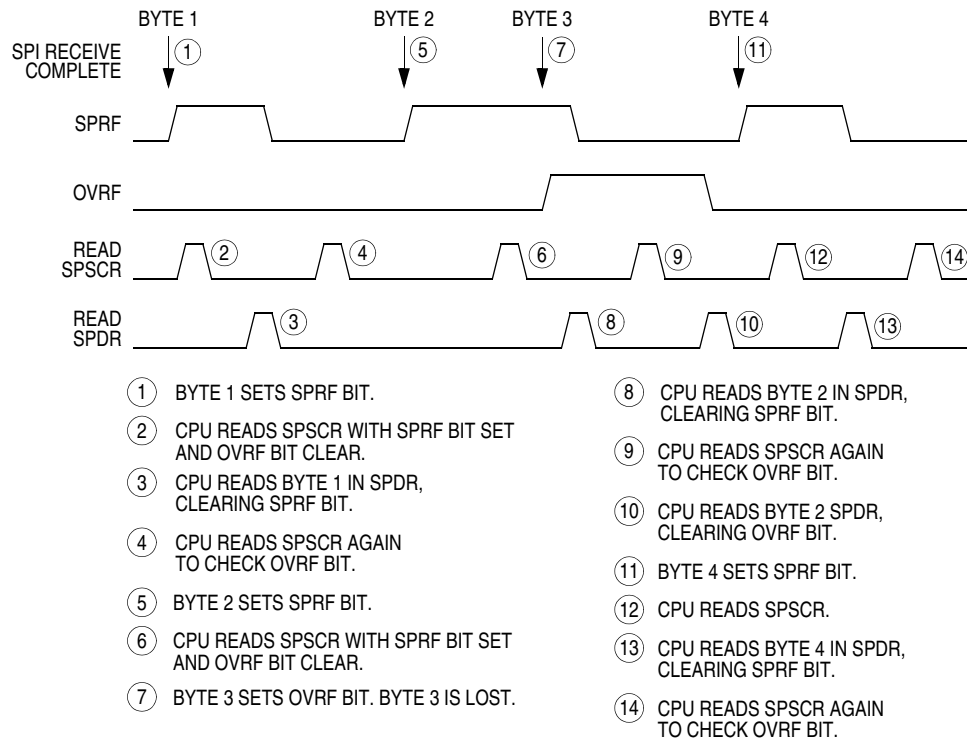 BYTE 1 BYTE 2 BYTE 3 BYTE 4
SPI RECEIVE
COMPLETE
1 5 7 11
SPRF
OVRF
READ
SPSCR
2 4 6 9 12 14
READ
SPDR
3 8 10 13
1 BYTE 1 SETS SPRF BIT.
2 CPU READS SPSCR WITH SPRF BIT SET
AND OVRF BIT CLEAR.
3 CPU READS BYTE 1 IN SPDR,
CLEARING SPRF BIT.
4 CPU READS SPSCR AGAIN
TO CHECK OVRF BIT.
5 BYTE 2 SETS SPRF BIT.
6 CPU READS SPSCR WITH SPRF BIT SET
AND OVRF BIT CLEAR.
7 BYTE 3 SETS OVRF BIT. BYTE 3 IS LOST.
8 CPU READS BYTE 2 IN SPDR,
CLEARING SPRF BIT.
9 CPU READS SPSCR AGAIN
TO CHECK OVRF BIT.
10 CPU READS BYTE 2 SPDR,
CLEARING OVRF BIT.
11 BYTE 4 SETS SPRF BIT.
12 CPU READS SPSCR.
13 CPU READS BYTE 4 IN SPDR,
CLEARING SPRF BIT.
14 CPU READS SPSCR AGAIN
TO CHECK OVRF BIT.